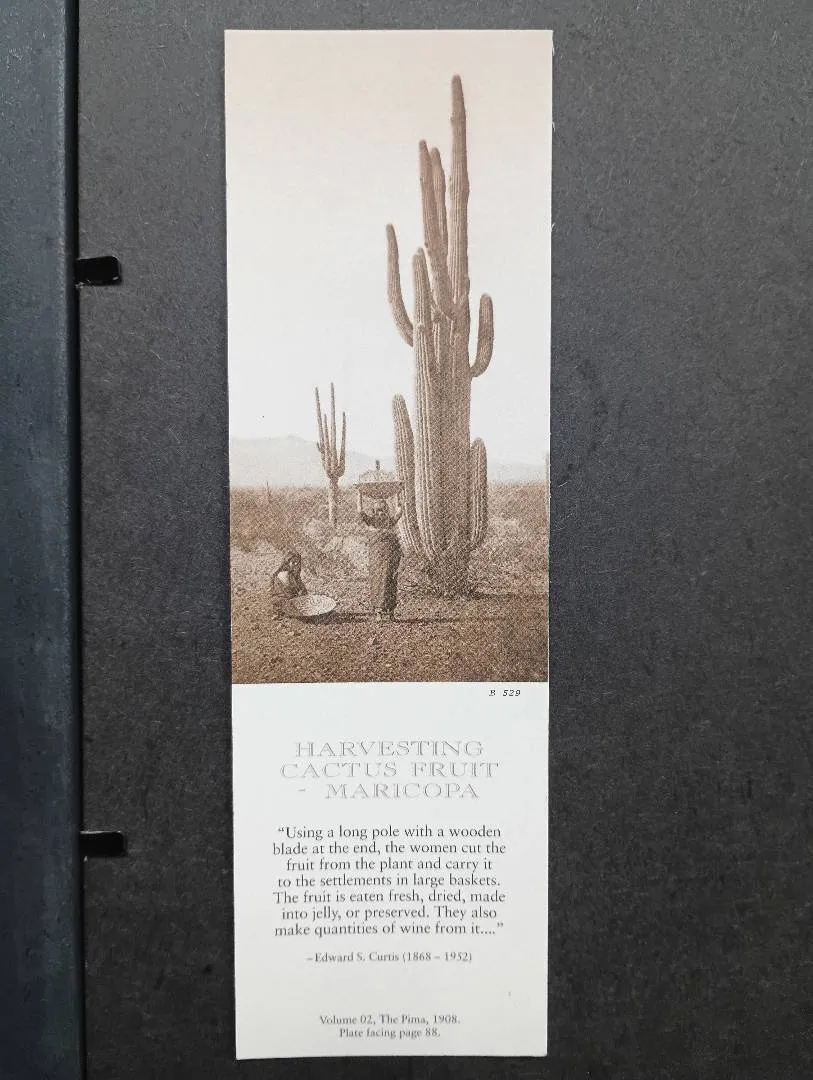 B 529
HARVESTING
CACTUS FRUIT
- MARICOPA
“Using a long pole with a wooden
blade at the end, the women cut the
fruit from the plant and carry it
to the settlements in large baskets.
The fruit is eaten fresh, dried, made
into jelly, or preserved. They also
make quantities of wine from it....”
–Edward S. Curtis (1868 – 1952)
Volume 02, The Pima, 1908.
Plate facing page 88.